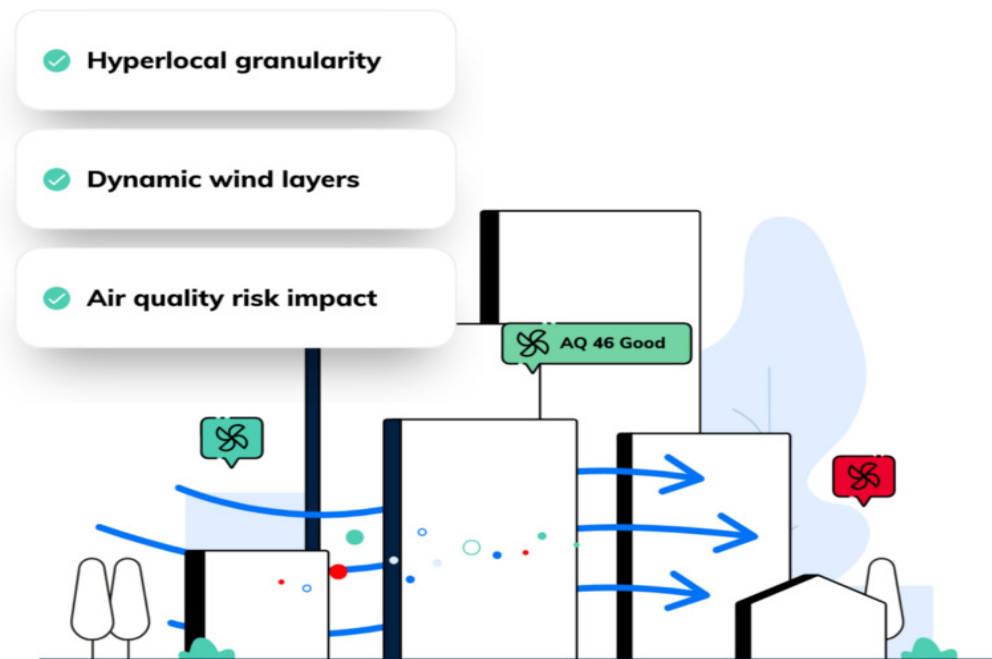 Hyperlocal granularity
Dynamic wind layers
Air quality risk impact
AQ 46 Good